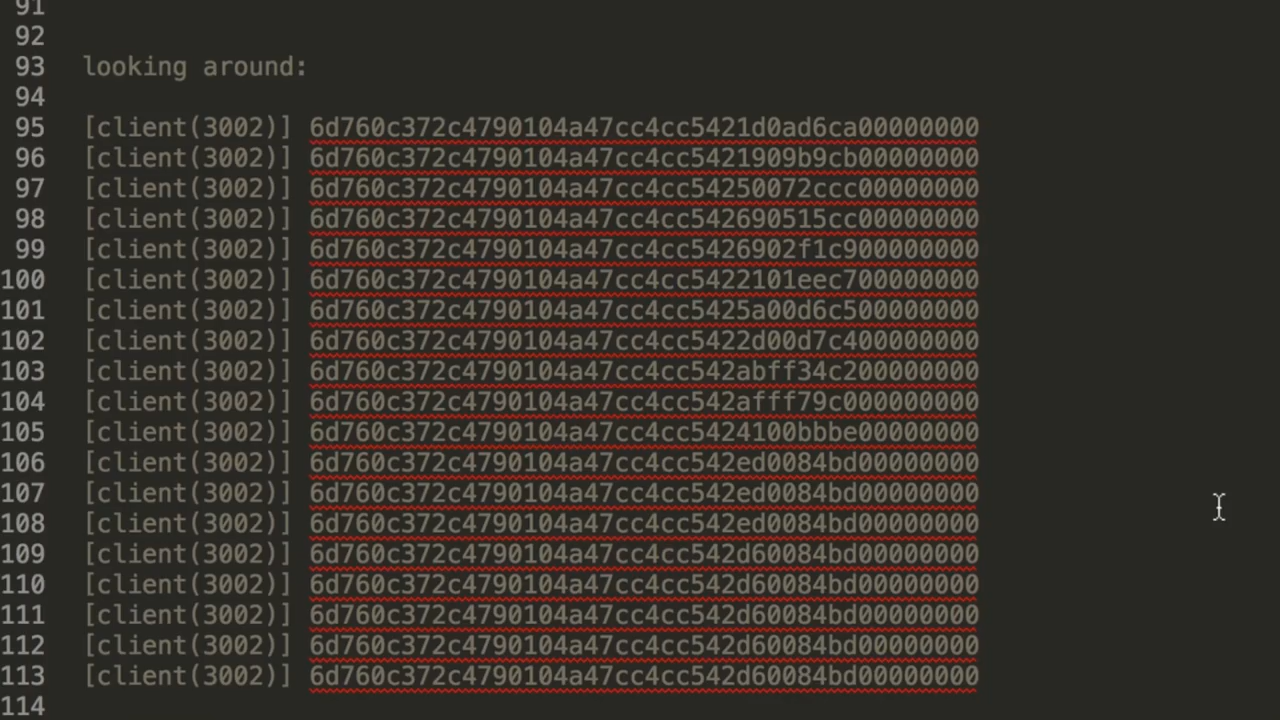 91
92
93 looking around:
94
95 [client(3002)] 6d760c372c4790104a47cc4cc5421d0ad6ca00000000
96 [client(3002)] 6d760c372c4790104a47cc4cc5421909b9cb00000000
97 [client(3002)] 6d760c372c4790104a47cc4cc54250072ccc00000000
98 [client(3002)] 6d760c372c4790104a47cc4cc542690515cc00000000
99 [client(3002)] 6d760c372c4790104a47cc4cc5426902f1c900000000
100 [client(3002)] 6d760c372c4790104a47cc4cc5422101eec700000000
101 [client(3002)] 6d760c372c4790104a47cc4cc5425a00d6c500000000
102 [client(3002)] 6d760c372c4790104a47cc4cc5422d00d7c400000000
103 [client(3002)] 6d760c372c4790104a47cc4cc542abff34c200000000
104 [client(3002)] 6d760c372c4790104a47cc4cc542afff79c000000000
105 [client(3002)] 6d760c372c4790104a47cc4cc5424100bbbe00000000
106 [client(3002)] 6d760c372c4790104a47cc4cc542ed0084bd00000000
107 [client(3002)] 6d760c372c4790104a47cc4cc542ed0084bd00000000
108 [client(3002)] 6d760c372c4790104a47cc4cc542ed0084bd00000000
109 [client(3002)] 6d760c372c4790104a47cc4cc542d60084bd00000000
110 [client(3002)] 6d760c372c4790104a47cc4cc542d60084bd00000000
111 [client(3002)] 6d760c372c4790104a47cc4cc542d60084bd00000000
112 [client(3002)] 6d760c372c4790104a47cc4cc542d60084bd00000000
113 [client(3002)] 6d760c372c4790104a47cc4cc542d60084bd00000000
114